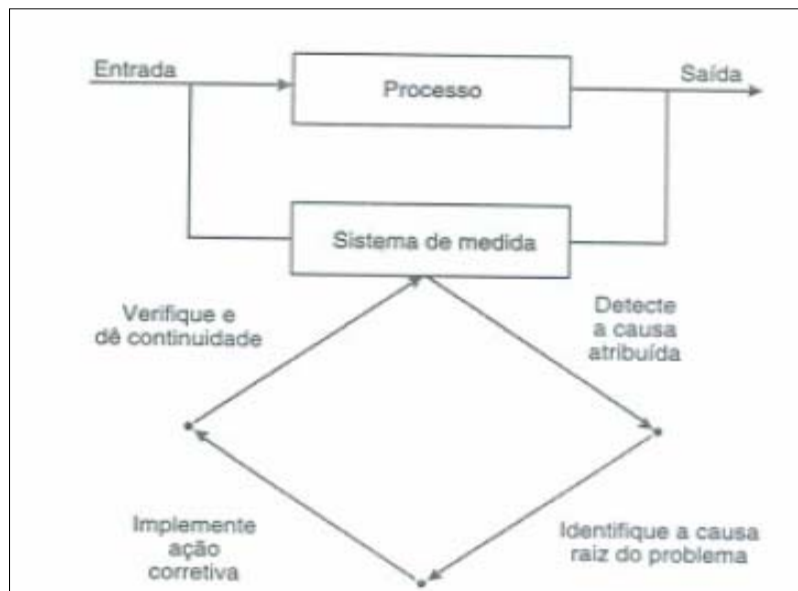 Entrada
Processo
Saída
Sistema de medida
Verifique e
dê continuidade
Detecte
a causa
atribuída
Implemente
ação
corretiva
Identifique a causa
raiz do problema